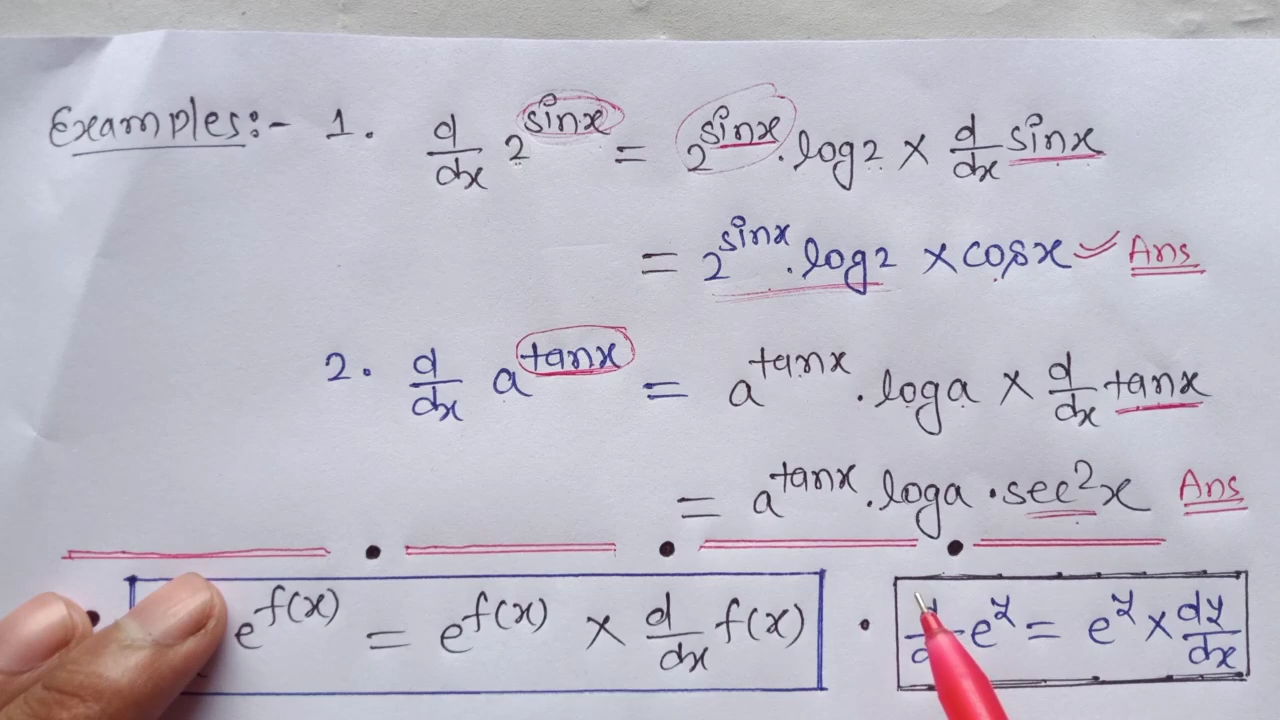 Examples:- 1. d/dx 2^sinx = 2^sinx . log2 × d/dx sinx
= 2^sinx . log2 × cosx Ans
2. d/dx a^tanx = a^tanx . loga × d/dx tanx
= a^tanx . loga . sec²x Ans
e^f(x) = e^f(x) × d/dx f(x)
e^y = e^y × dy/dx